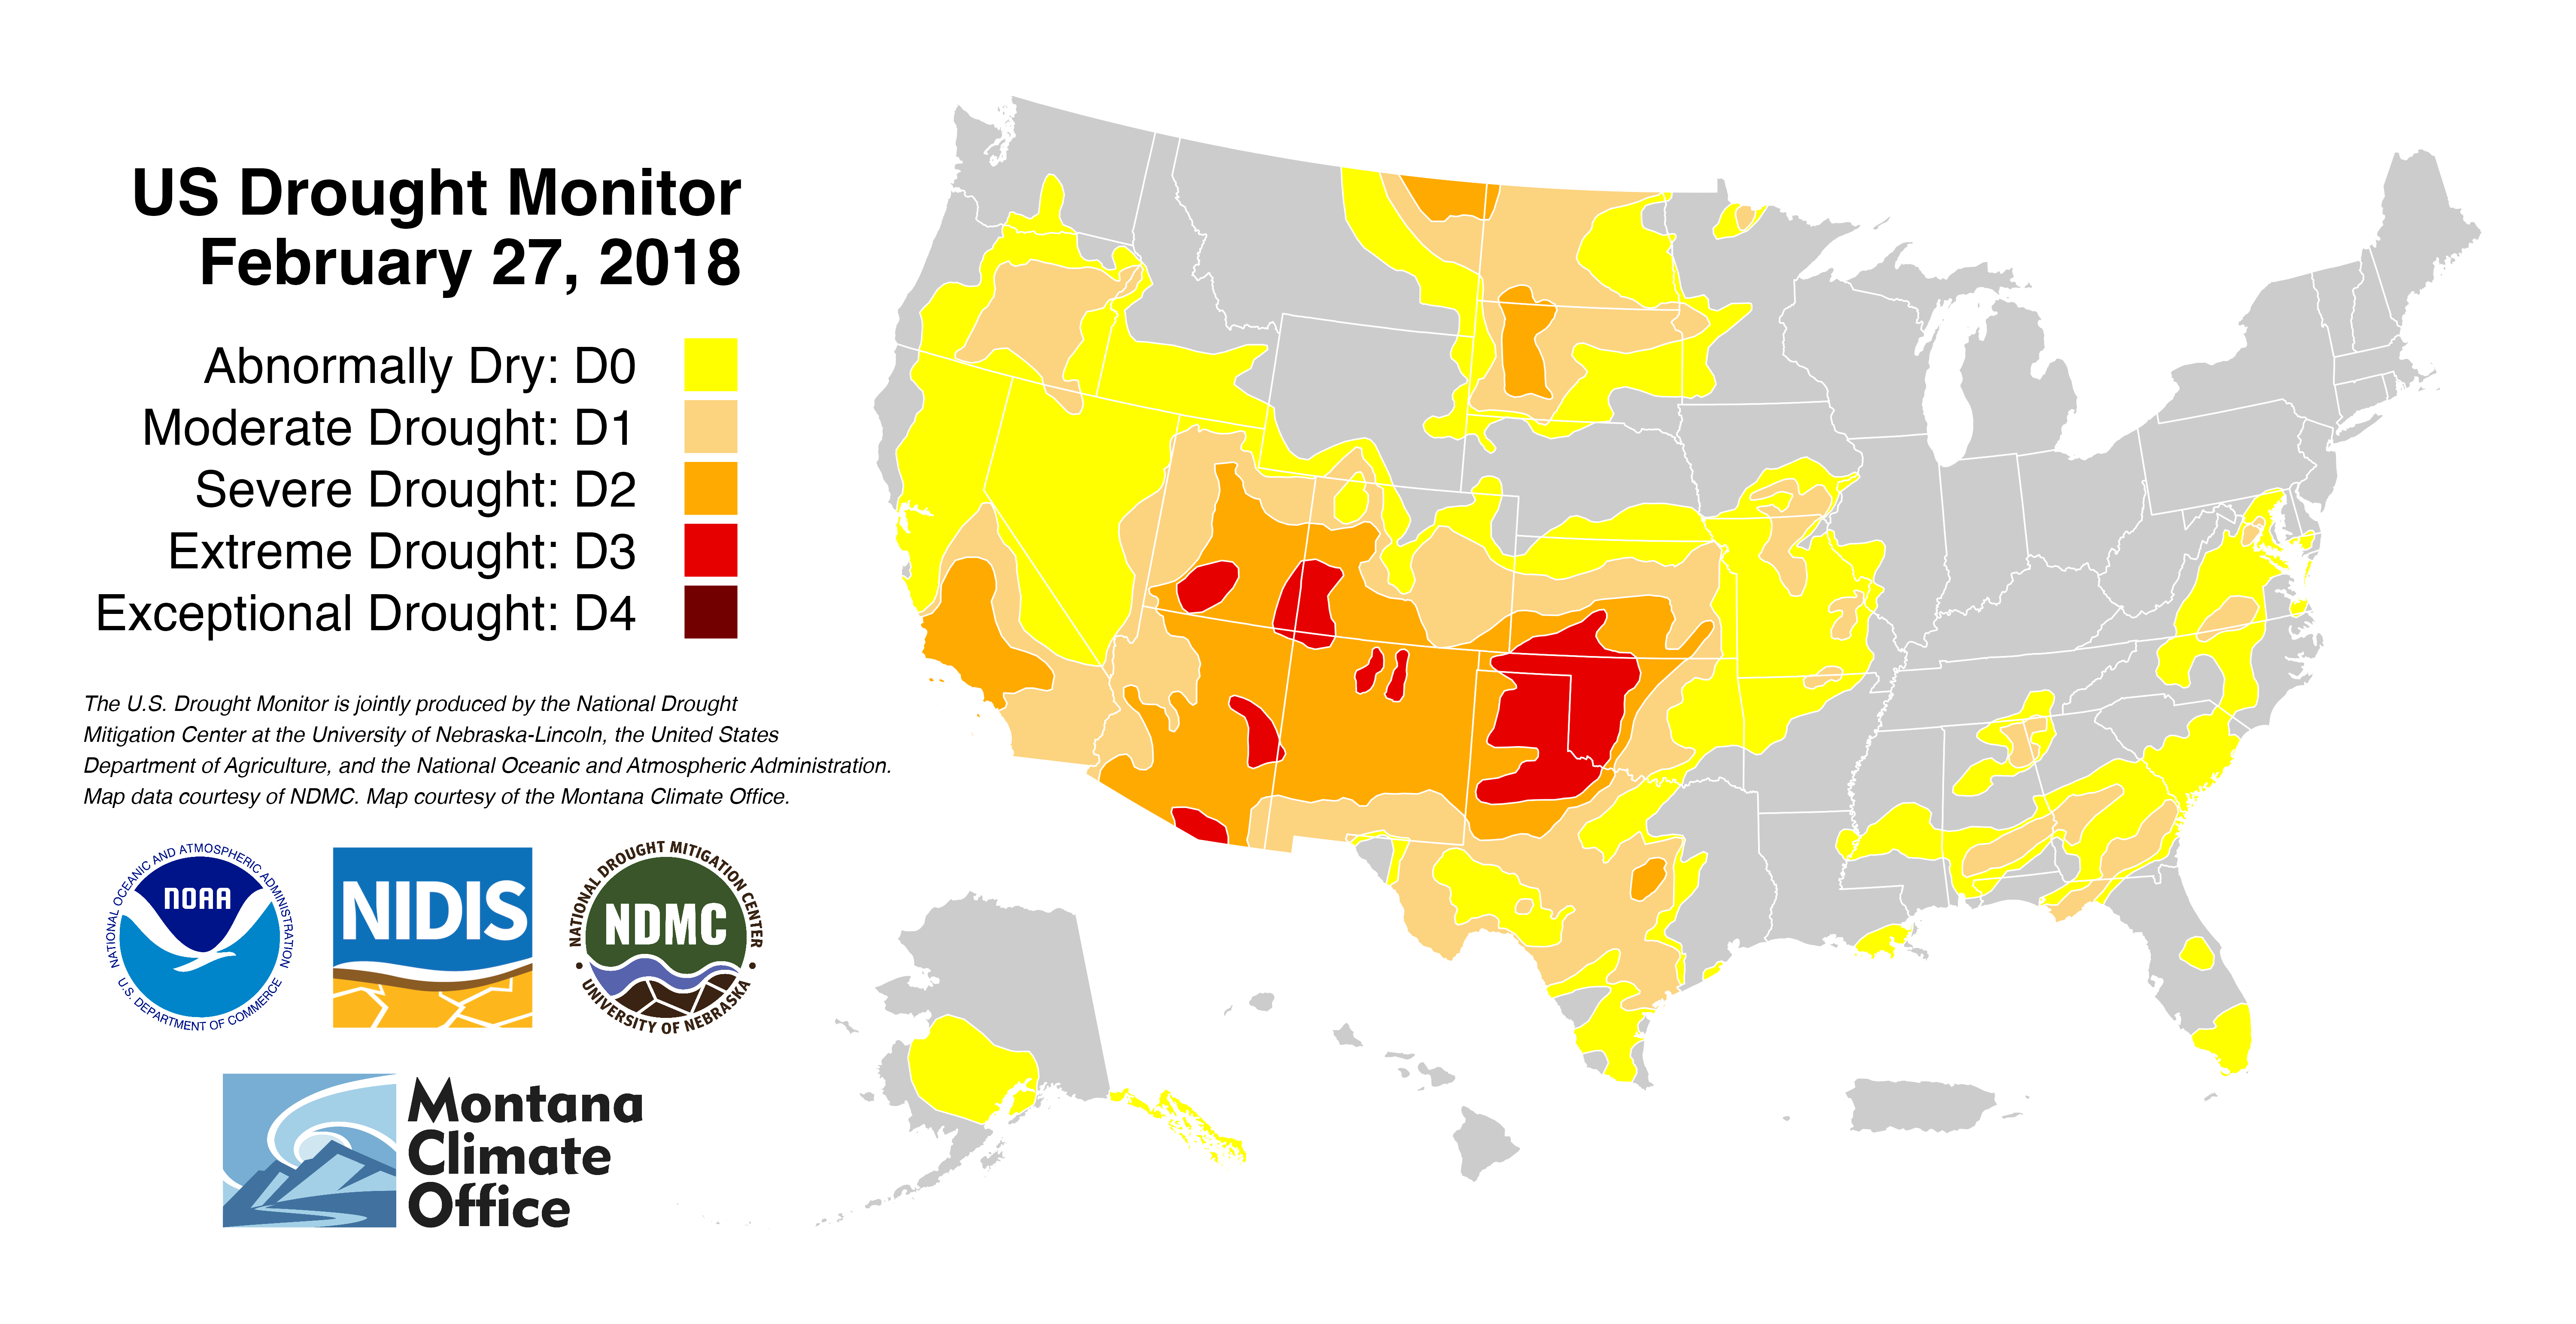 US Drought Monitor
February 27, 2018
Abnormally Dry: D0
Moderate Drought: D1
Severe Drought: D2
Extreme Drought: D3
Exceptional Drought: D4
The U.S. Drought Monitor is jointly produced by the National Drought
Mitigation Center at the University of Nebraska-Lincoln, the United States
Department of Agriculture, and the National Oceanic and Atmospheric Administration.
Map data courtesy of NDMC. Map courtesy of the Montana Climate Office.
NATIONAL OCEANIC AND ATMOSPHERIC ADMINISTRATION
NOAA
U.S. DEPARTMENT OF COMMERCE
NIDIS
NATIONAL DROUGHT MITIGATION CENTER
NDMC
UNIVERSITY OF NEBRASKA
Montana
Climate
Office